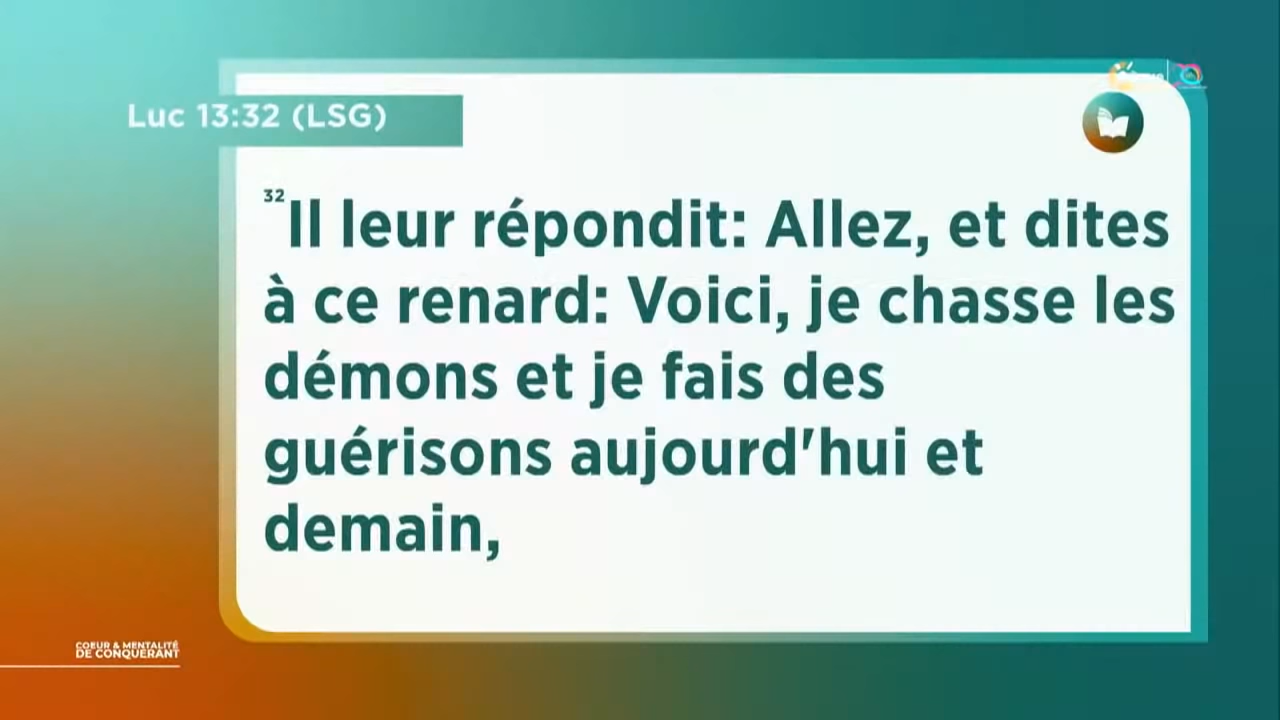 Luc 13:32 (LSG)
32 Il leur répondit: Allez, et dites
à ce renard: Voici, je chasse les
démons et je fais des
guérisons aujourd'hui et
demain,
COEUR & MENTALITÉ
DE CONQUÉRANT